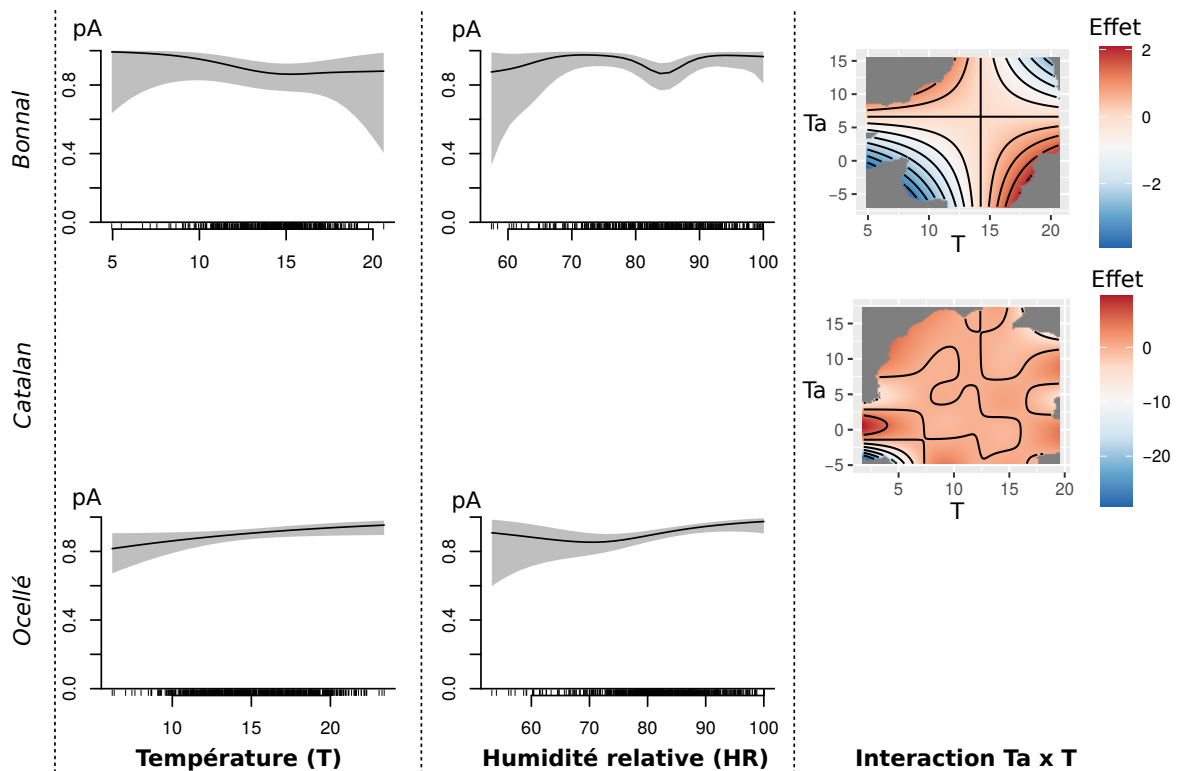 Bonnal
pA
0.0 0.4 0.8
5 10 15 20
pA
0.0 0.4 0.8
60 70 80 90 100
Ta
15
10
5
0
−5
5 10 15 20
T
Effet
2
0
−2
Catalan
Ta
15
10
5
0
−5
5 10 15 20
T
Effet
0
−10
−20
Ocellé
pA
0.0 0.4 0.8
10 15 20
pA
0.0 0.4 0.8
60 70 80 90 100
Température (T)
Humidité relative (HR)
Interaction Ta x T